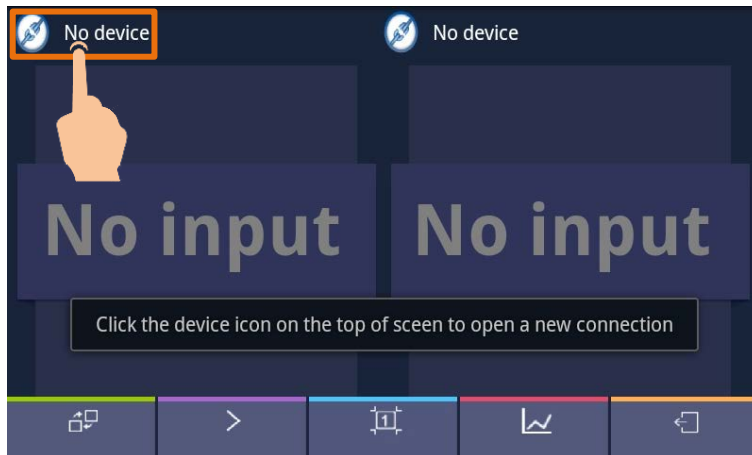 No device
No device
No input
No input
Click the device icon on the top of sceen to open a new connection
1